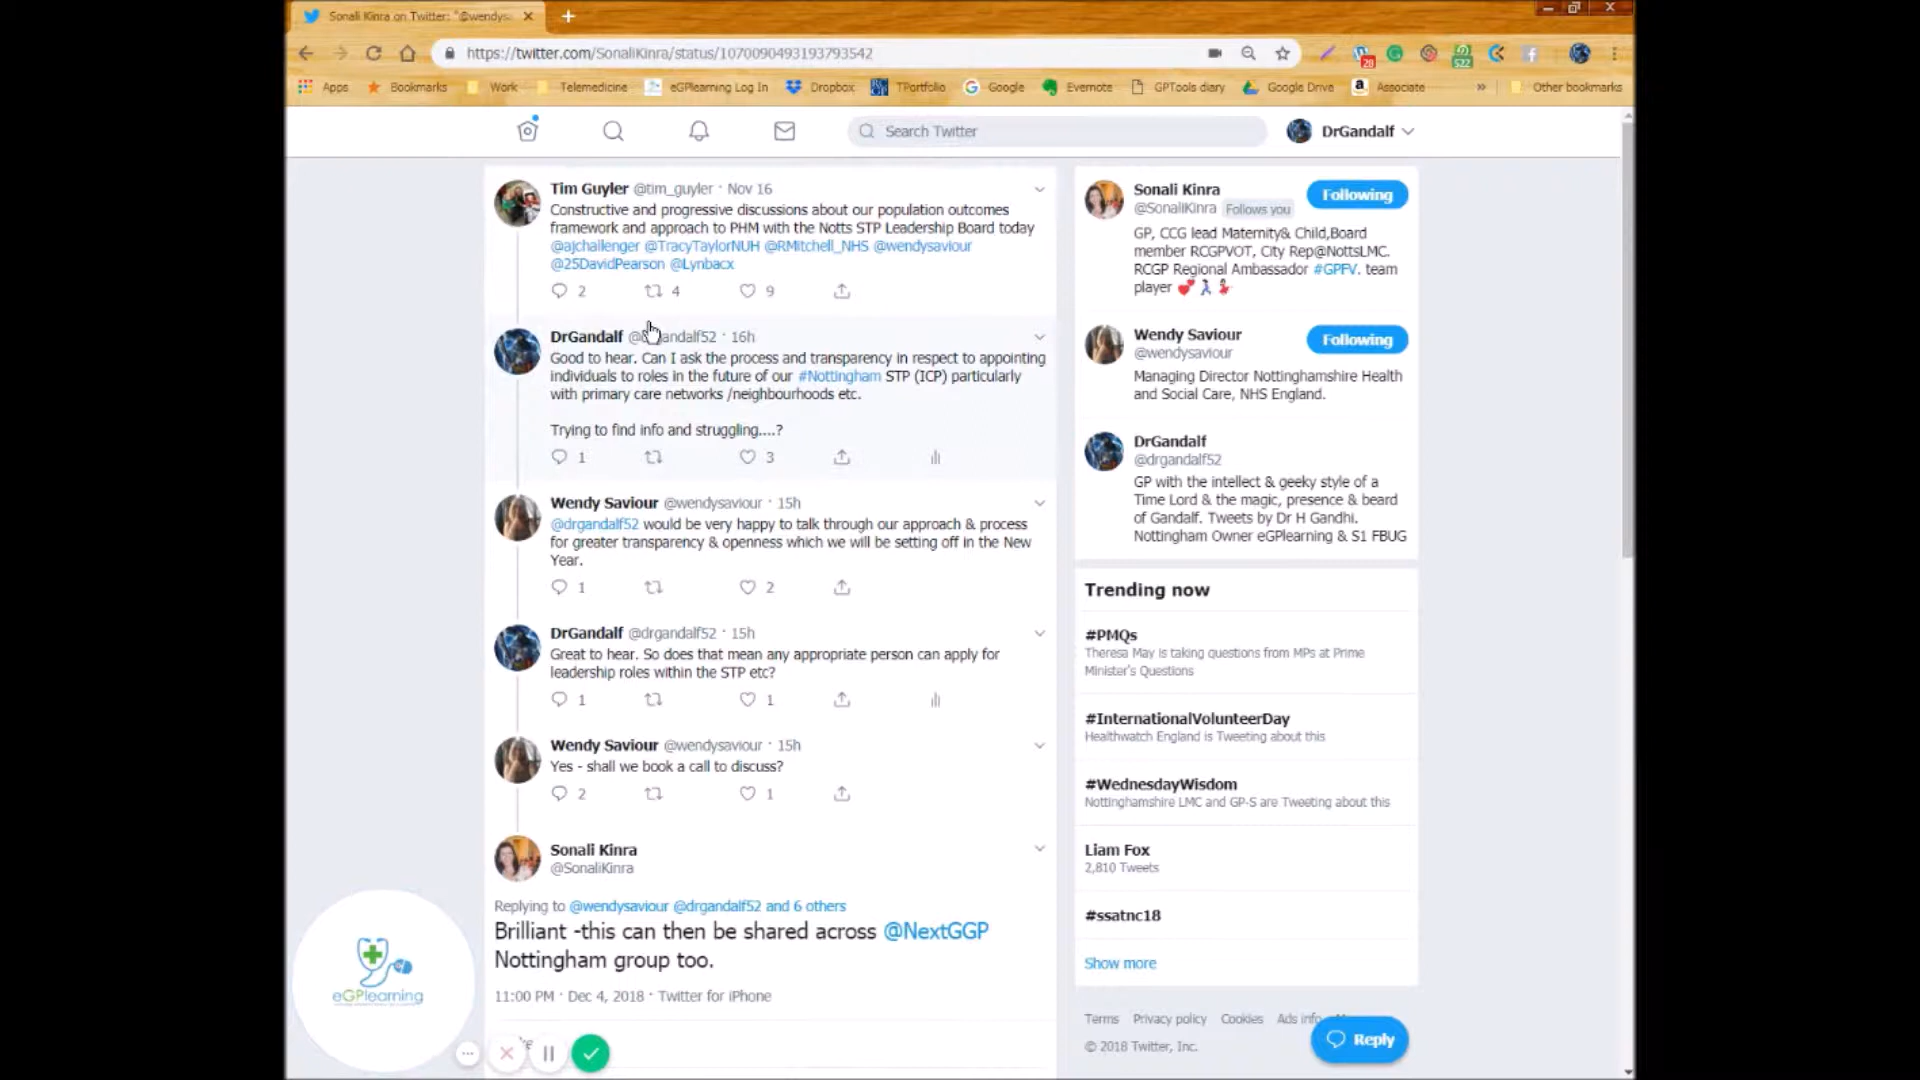 Sonali Kinra on Twitter: "@wendys
https://twitter.com/SonaliKinra/status/1070090493193793542
28
522
Apps
Bookmarks
Work
Telemedicine
eGPlearning Log In
Dropbox
TPortfolio
Google
Evernote
GPTools diary
Google Drive
Associate
»
Other bookmarks
Search Twitter
DrGandalf
Tim Guyler @tim_guyler · Nov 16
Constructive and progressive discussions about our population outcomes
framework and approach to PHM with the Notts STP Leadership Board today
@ajchallenger @TracyTaylorNUH @RMitchell_NHS @wendysaviour
@25DavidPearson @Lynbacx
2 4 9
DrGandalf · 16h
Good to hear. Can I ask the process and transparency in respect to appointing
individuals to roles in the future of our #Nottingham STP (ICP) particularly
with primary care networks /neighbourhoods etc.
Trying to find info and struggling....?
1 3
Wendy Saviour @wendysaviour · 15h
@drgandalf52 would be very happy to talk through our approach & process
for greater transparency & openness which we will be setting off in the New
Year.
1 2
DrGandalf @drgandalf52 · 15h
Great to hear. So does that mean any appropriate person can apply for
leadership roles within the STP etc?
1 1
Wendy Saviour @wendysaviour · 15h
Yes - shall we book a call to discuss?
2 1
Sonali Kinra
@SonaliKinra
Replying to @wendysaviour @drgandalf52 and 6 others
Brilliant -this can then be shared across @NextGGP
Nottingham group too.
11:00 PM · Dec 4, 2018 · Twitter for iPhone
Sonali Kinra
Following
@SonaliKinra Follows you
GP, CCG lead Maternity& Child,Board
member RCGPVOT, City Rep@NottsLMC.
RCGP Regional Ambassador #GPFV. team
player
Wendy Saviour
Following
@wendysaviour
Managing Director Nottinghamshire Health
and Social Care, NHS England.
DrGandalf
@drgandalf52
GP with the intellect & geeky style of a
Time Lord & the magic, presence & beard
of Gandalf. Tweets by Dr H Gandhi.
Nottingham Owner eGPlearning & S1 FBUG
Trending now
#PMQs
Theresa May is taking questions from MPs at Prime
Minister's Questions
#InternationalVolunteerDay
Healthwatch England is Tweeting about this
#WednesdayWisdom
Nottinghamshire LMC and GP-S are Tweeting about this
Liam Fox
2,810 Tweets
#ssatnc18
Show more
Terms Privacy policy Cookies Ads info
© 2018 Twitter, Inc.
Reply
eGPlearning